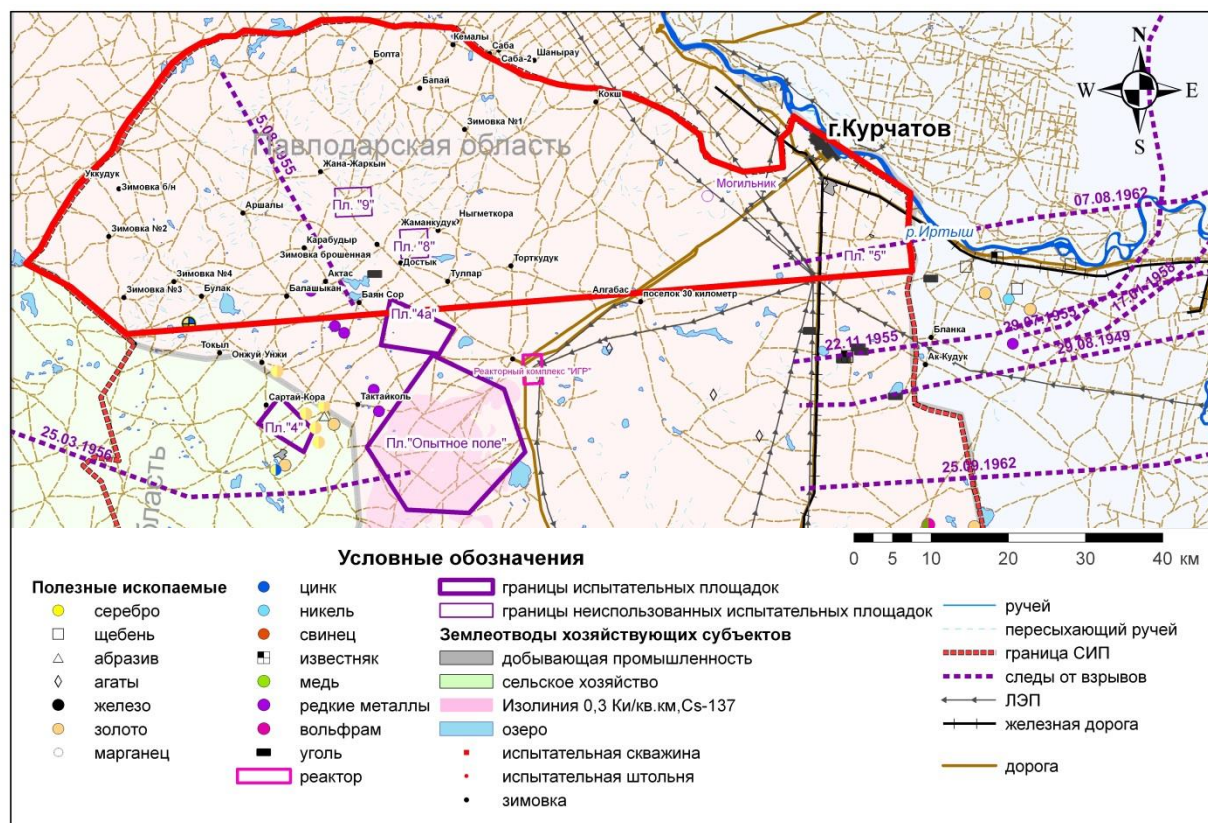 Кемалы
Саба
Саба-2
Шанырау
Болта
Бапай
Кокш
N
W
E
S
г.Курчатов
5.08.1955
Зимовка №1
Павлодарская область
Жана-Жаркын
Уккудук
Зимовка б/н
Могильник
Пл. "9"
Аршалы
07.08.1962
Ныгметкора
Жаманкудук
Пл. "8"
Зимовка №2
Карабудыр
Зимовка брошенная
р.Иртыш
Пл. "5"
Достык
Торткудук
Зимовка №4
Актас
Тулпар
Зимовка №3
Булак
Балашыкан
Баян Сор
Алгабас
поселок 30 километр
Пл."4а"
17.01.1958
29.07.1955
22.11.1955
29.08.1949
Бланка
Ак-Кудук
Токыл
Онжуй Унжи
Реакторный комплекс "ИГР"
Сартай-Кора
Тактайколь
Пл."4"
Пл."Опытное поле"
25.03.1956
область
25.09.1962
0 5 10 20 30 40 км
Условные обозначения
Полезные ископаемые
серебро
щебень
абразив
агаты
железо
золото
марганец
цинк
никель
свинец
известняк
медь
редкие металлы
вольфрам
уголь
реактор
границы испытательных площадок
границы неиспользованных испытательных площадок
Землеотводы хозяйствующих субъектов
добывающая промышленность
сельское хозяйство
Изолиния 0,3 Ки/кв.км,Cs-137
озеро
испытательная скважина
испытательная штольня
зимовка
ручей
пересыхающий ручей
граница СИП
следы от взрывов
ЛЭП
железная дорога
дорога